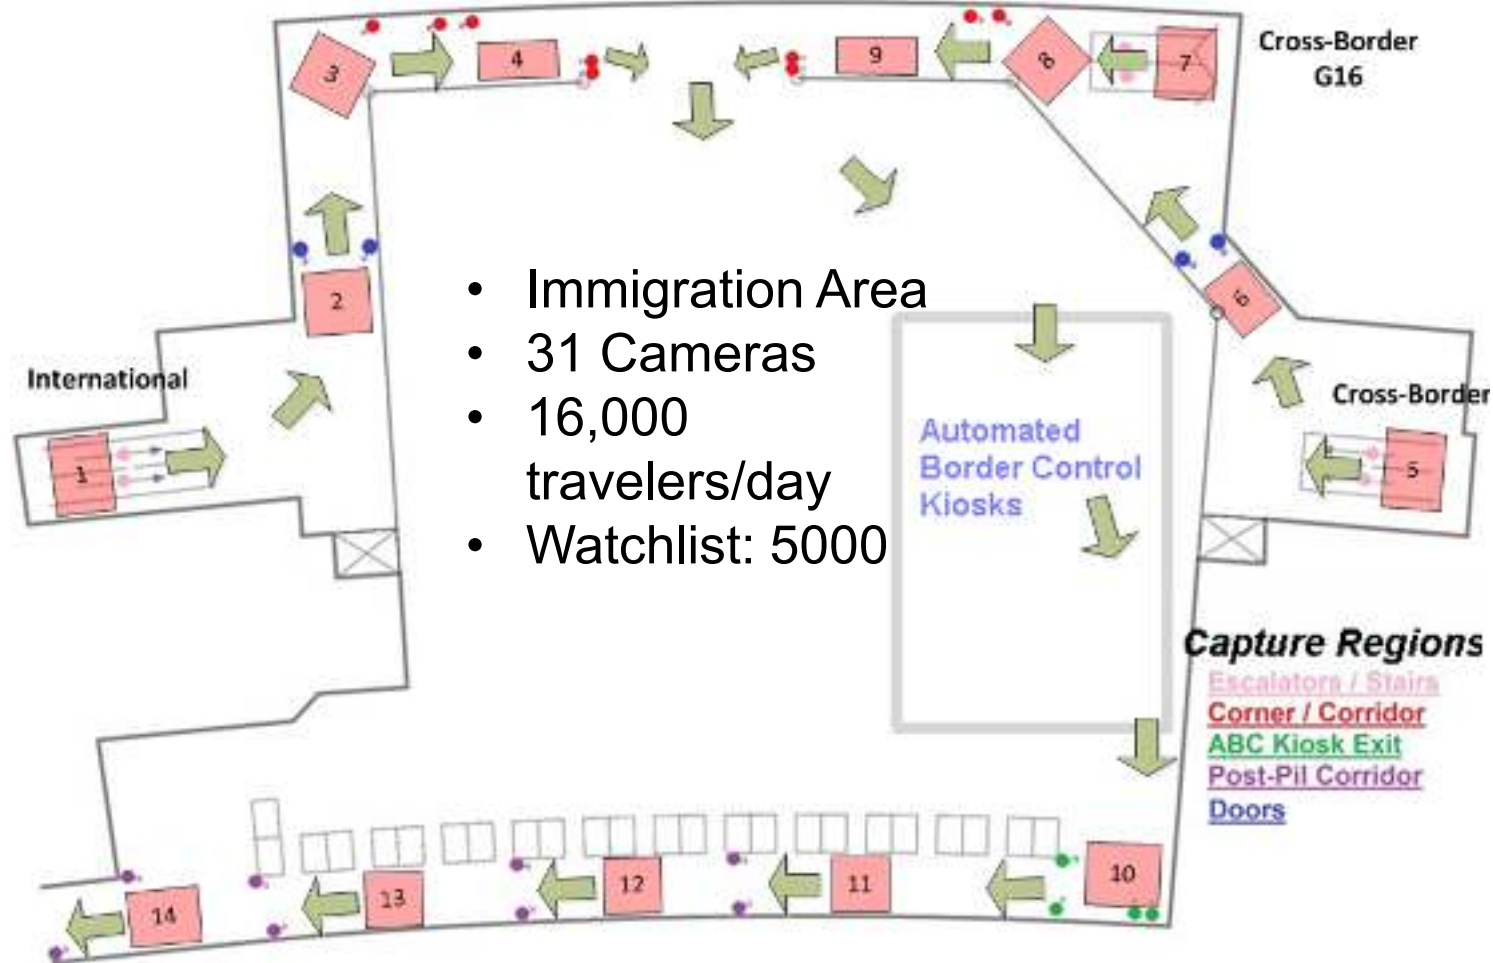 3
4
9
8
7
Cross-Border
G16
2
6
• Immigration Area
• 31 Cameras
• 16,000
travelers/day
• Watchlist: 5000
International
Cross-Border
1
5
Automated
Border Control
Kiosks
Capture Regions
Escalators / Stairs
Corner / Corridor
ABC Kiosk Exit
Post-Pil Corridor
Doors
14
13
12
11
10